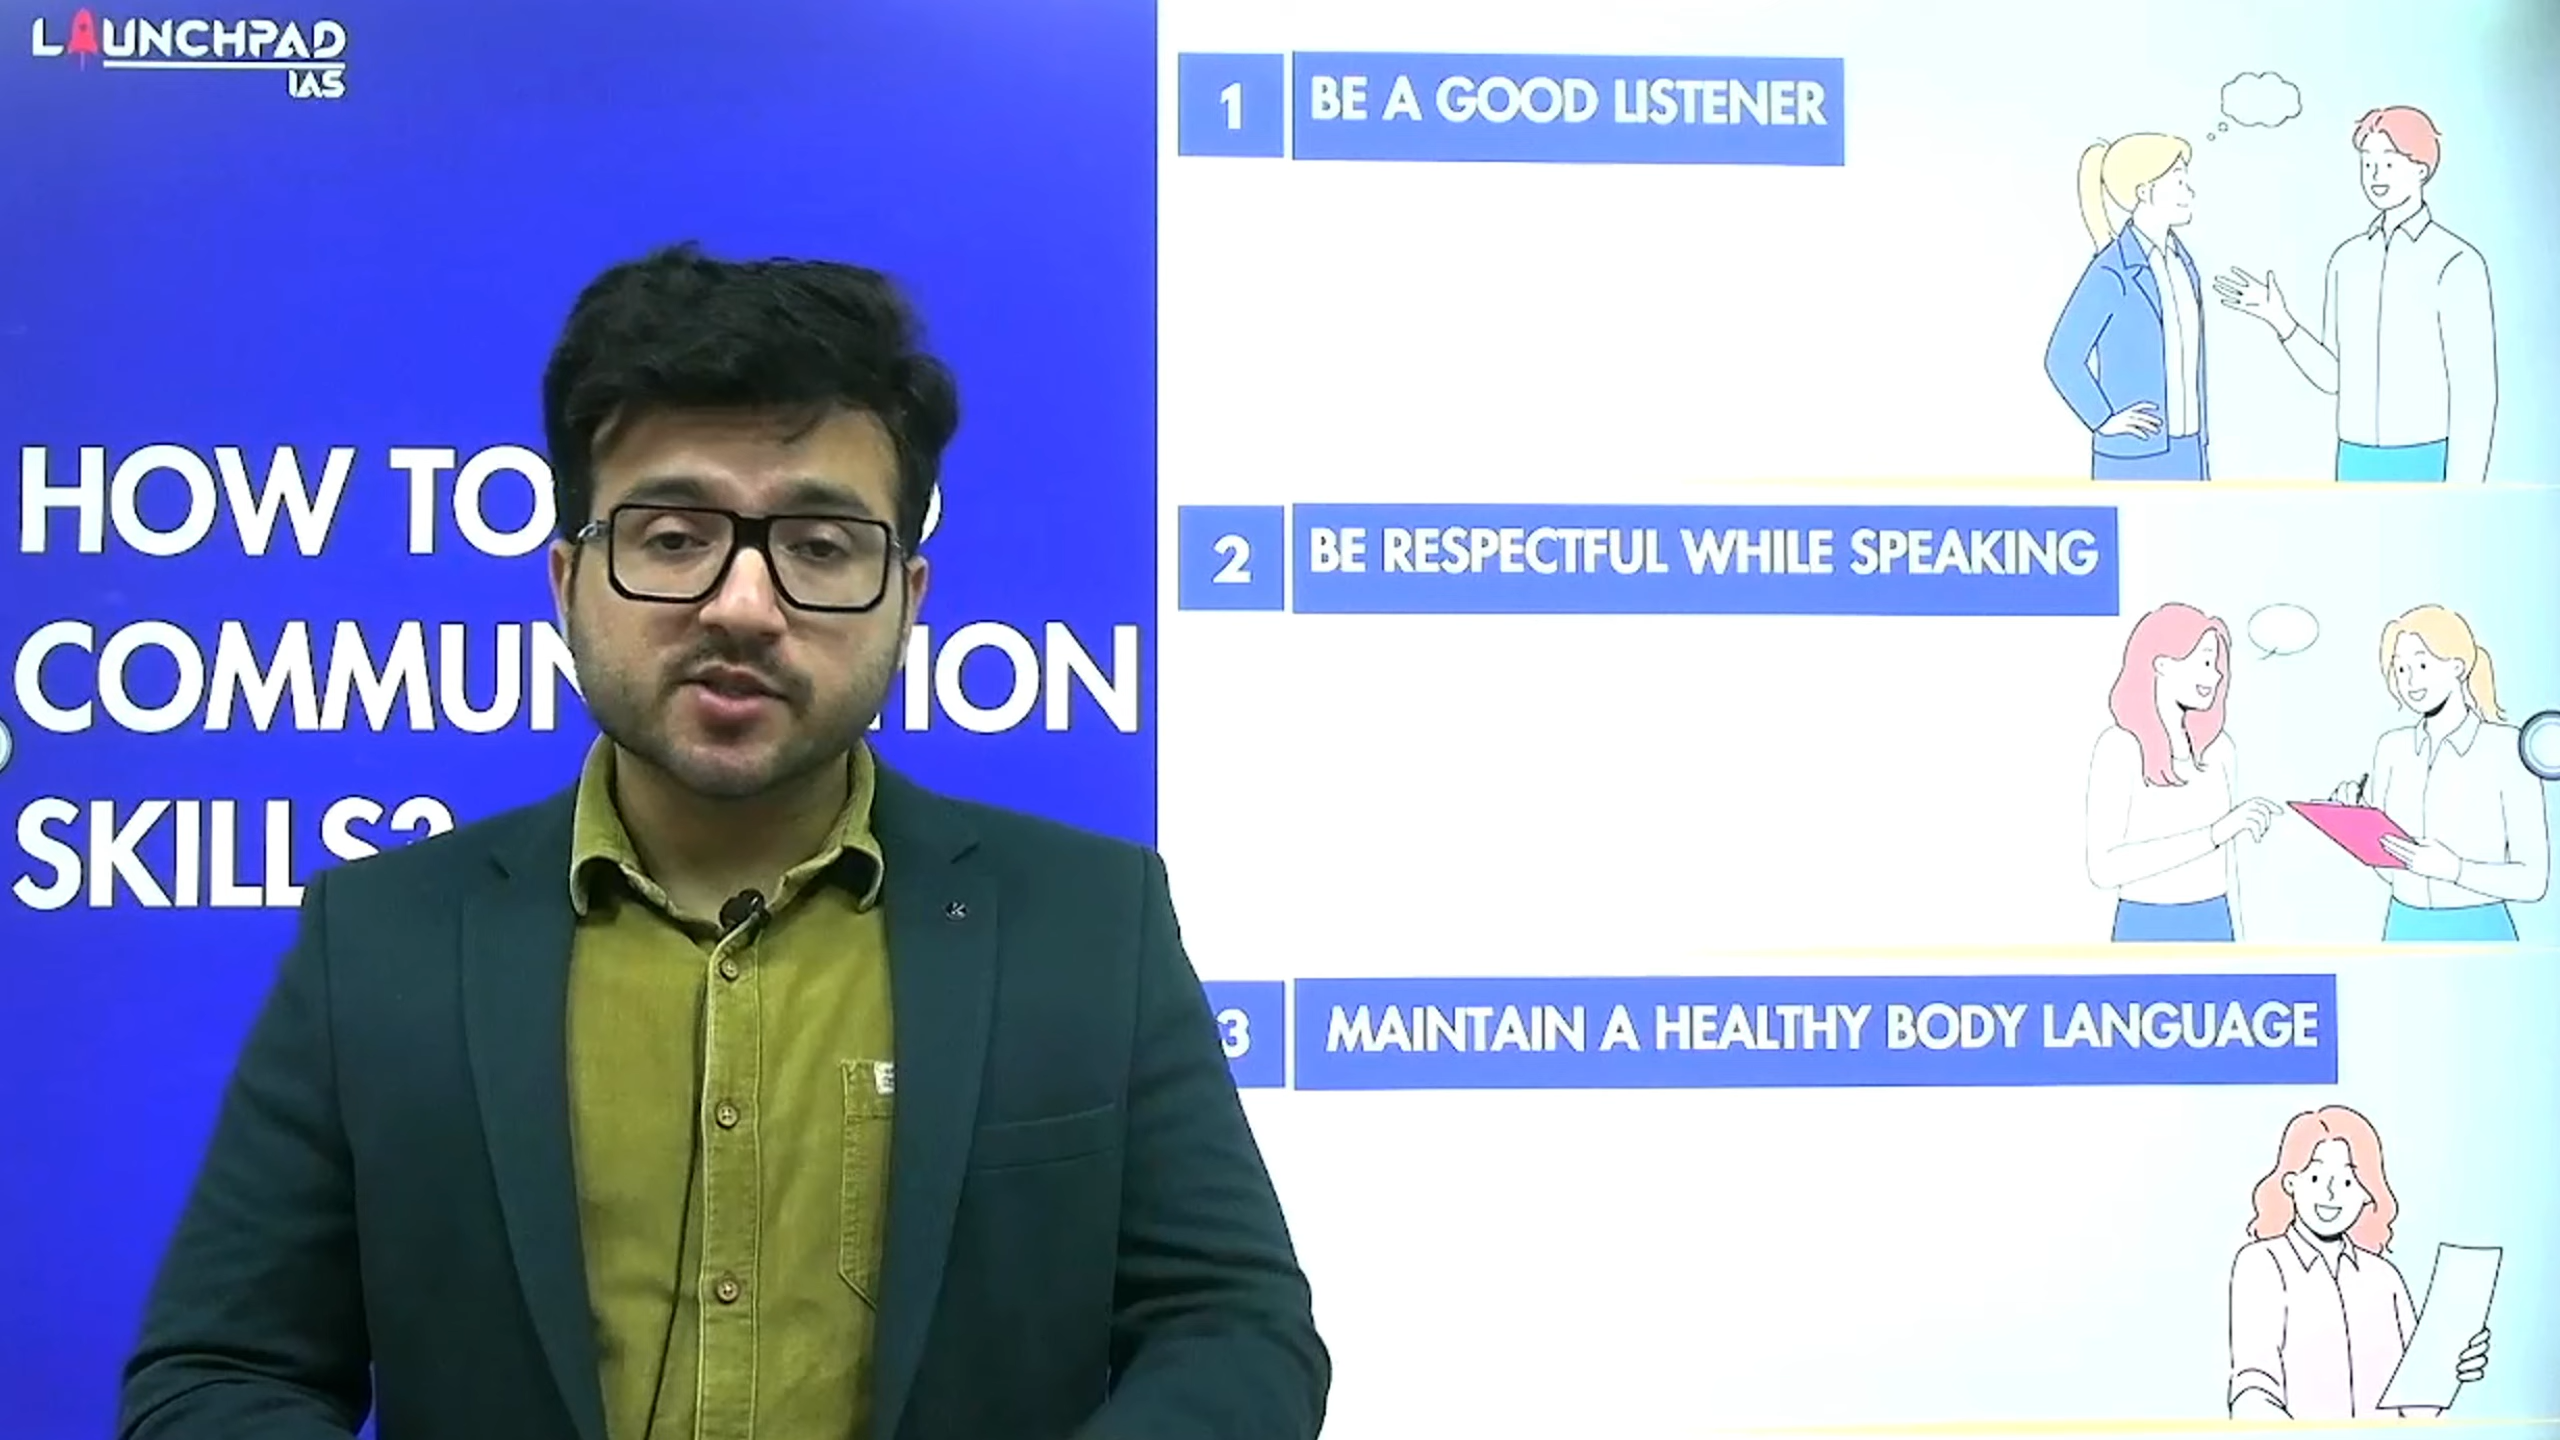 LAUNCHPAD
IAS
HOW TO
COMMUN ION
SKILLS?
1 BE A GOOD LISTENER
2 BE RESPECTFUL WHILE SPEAKING
3 MAINTAIN A HEALTHY BODY LANGUAGE